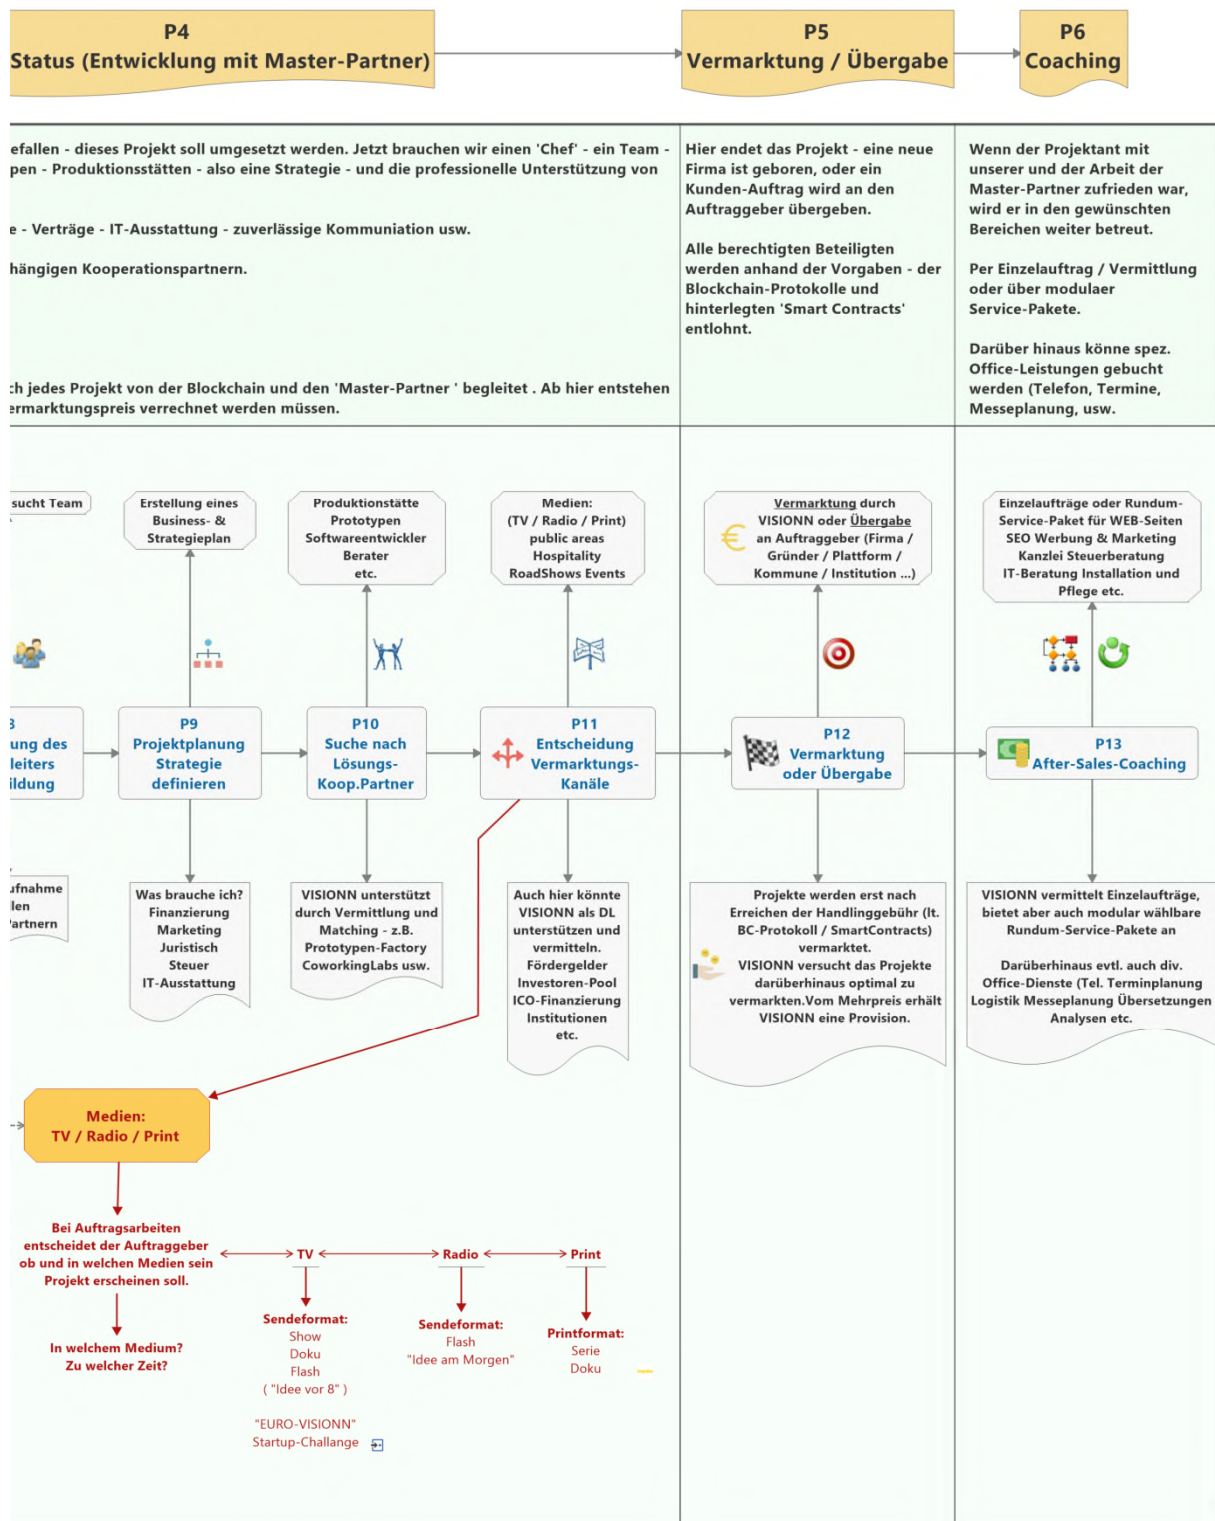 P4
Status (Entwicklung mit Master-Partner)
P5
Vermarktung / Übergabe
P6
Coaching
efallen - dieses Projekt soll umgesetzt werden. Jetzt brauchen wir einen 'Chef' - ein Team -
pen - Produktionsstätten - also eine Strategie - und die professionelle Unterstützung von
e - Verträge - IT-Ausstattung - zuverlässige Kommuniation usw.
hängigen Kooperationspartnern.
ch jedes Projekt von der Blockchain und den 'Master-Partner ' begleitet . Ab hier entstehen
ermarktungspreis verrechnet werden müssen.
Hier endet das Projekt - eine neue
Firma ist geboren, oder ein
Kunden-Auftrag wird an den
Auftraggeber übergeben.
Alle berechtigten Beteiligten
werden anhand der Vorgaben - der
Blockchain-Protokolle und
hinterlegten 'Smart Contracts'
entlohnt.
Wenn der Projektant mit
unserer und der Arbeit der
Master-Partner zufrieden war,
wird er in den gewünschten
Bereichen weiter betreut.
Per Einzelauftrag / Vermittlung
oder über modulaer
Service-Pakete.
Darüber hinaus könne spez.
Office-Leistungen gebucht
werden (Telefon, Termine,
Messeplanung, usw.
sucht Team
Erstellung eines
Business- &
Strategieplan
Produktionstätte
Prototypen
Softwareentwickler
Berater
etc.
Medien:
(TV / Radio / Print)
public areas
Hospitality
RoadShows Events
Vermarktung durch
VISIONN oder Übergabe
an Auftraggeber (Firma /
Gründer / Plattform /
Kommune / Institution ...)
Einzelaufträge oder Rundum-
Service-Paket für WEB-Seiten
SEO Werbung & Marketing
Kanzlei Steuerberatung
IT-Beratung Installation und
Pflege etc.
ung des
leiters
ildung
P9
Projektplanung
Strategie
definieren
P10
Suche nach
Lösungs-
Koop.Partner
P11
Entscheidung
Vermarktungs-
Kanäle
P12
Vermarktung
oder Übergabe
P13
After-Sales-Coaching
ufnahme
llen
Partnern
Was brauche ich?
Finanzierung
Marketing
Juristisch
Steuer
IT-Ausstattung
VISIONN unterstützt
durch Vermittlung und
Matching - z.B.
Prototypen-Factory
CoworkingLabs usw.
Auch hier könnte
VISIONN als DL
unterstützen und
vermitteln.
Fördergelder
Investoren-Pool
ICO-Finanzierung
Institutionen
etc.
Projekte werden erst nach
Erreichen der Handlinggebühr (lt.
BC-Protokoll / SmartContracts)
vermarktet.
VISIONN versucht das Projekte
darüberhinaus optimal zu
vermarkten.Vom Mehrpreis erhält
VISIONN eine Provision.
VISIONN vermittelt Einzelaufträge,
bietet aber auch modular wählbare
Rundum-Service-Pakete an
Darüberhinaus evtl. auch div.
Office-Dienste (Tel. Terminplanung
Logistik Messeplanung Übersetzungen
Analysen etc.
Medien:
TV / Radio / Print
Bei Auftragsarbeiten
entscheidet der Auftraggeber
ob und in welchen Medien sein
Projekt erscheinen soll.
In welchem Medium?
Zu welcher Zeit?
TV
Radio
Print
Sendeformat:
Show
Doku
Flash
( "Idee vor 8" )
"EURO-VISIONN"
Startup-Challange
Sendeformat:
Flash
"Idee am Morgen"
Printformat:
Serie
Doku